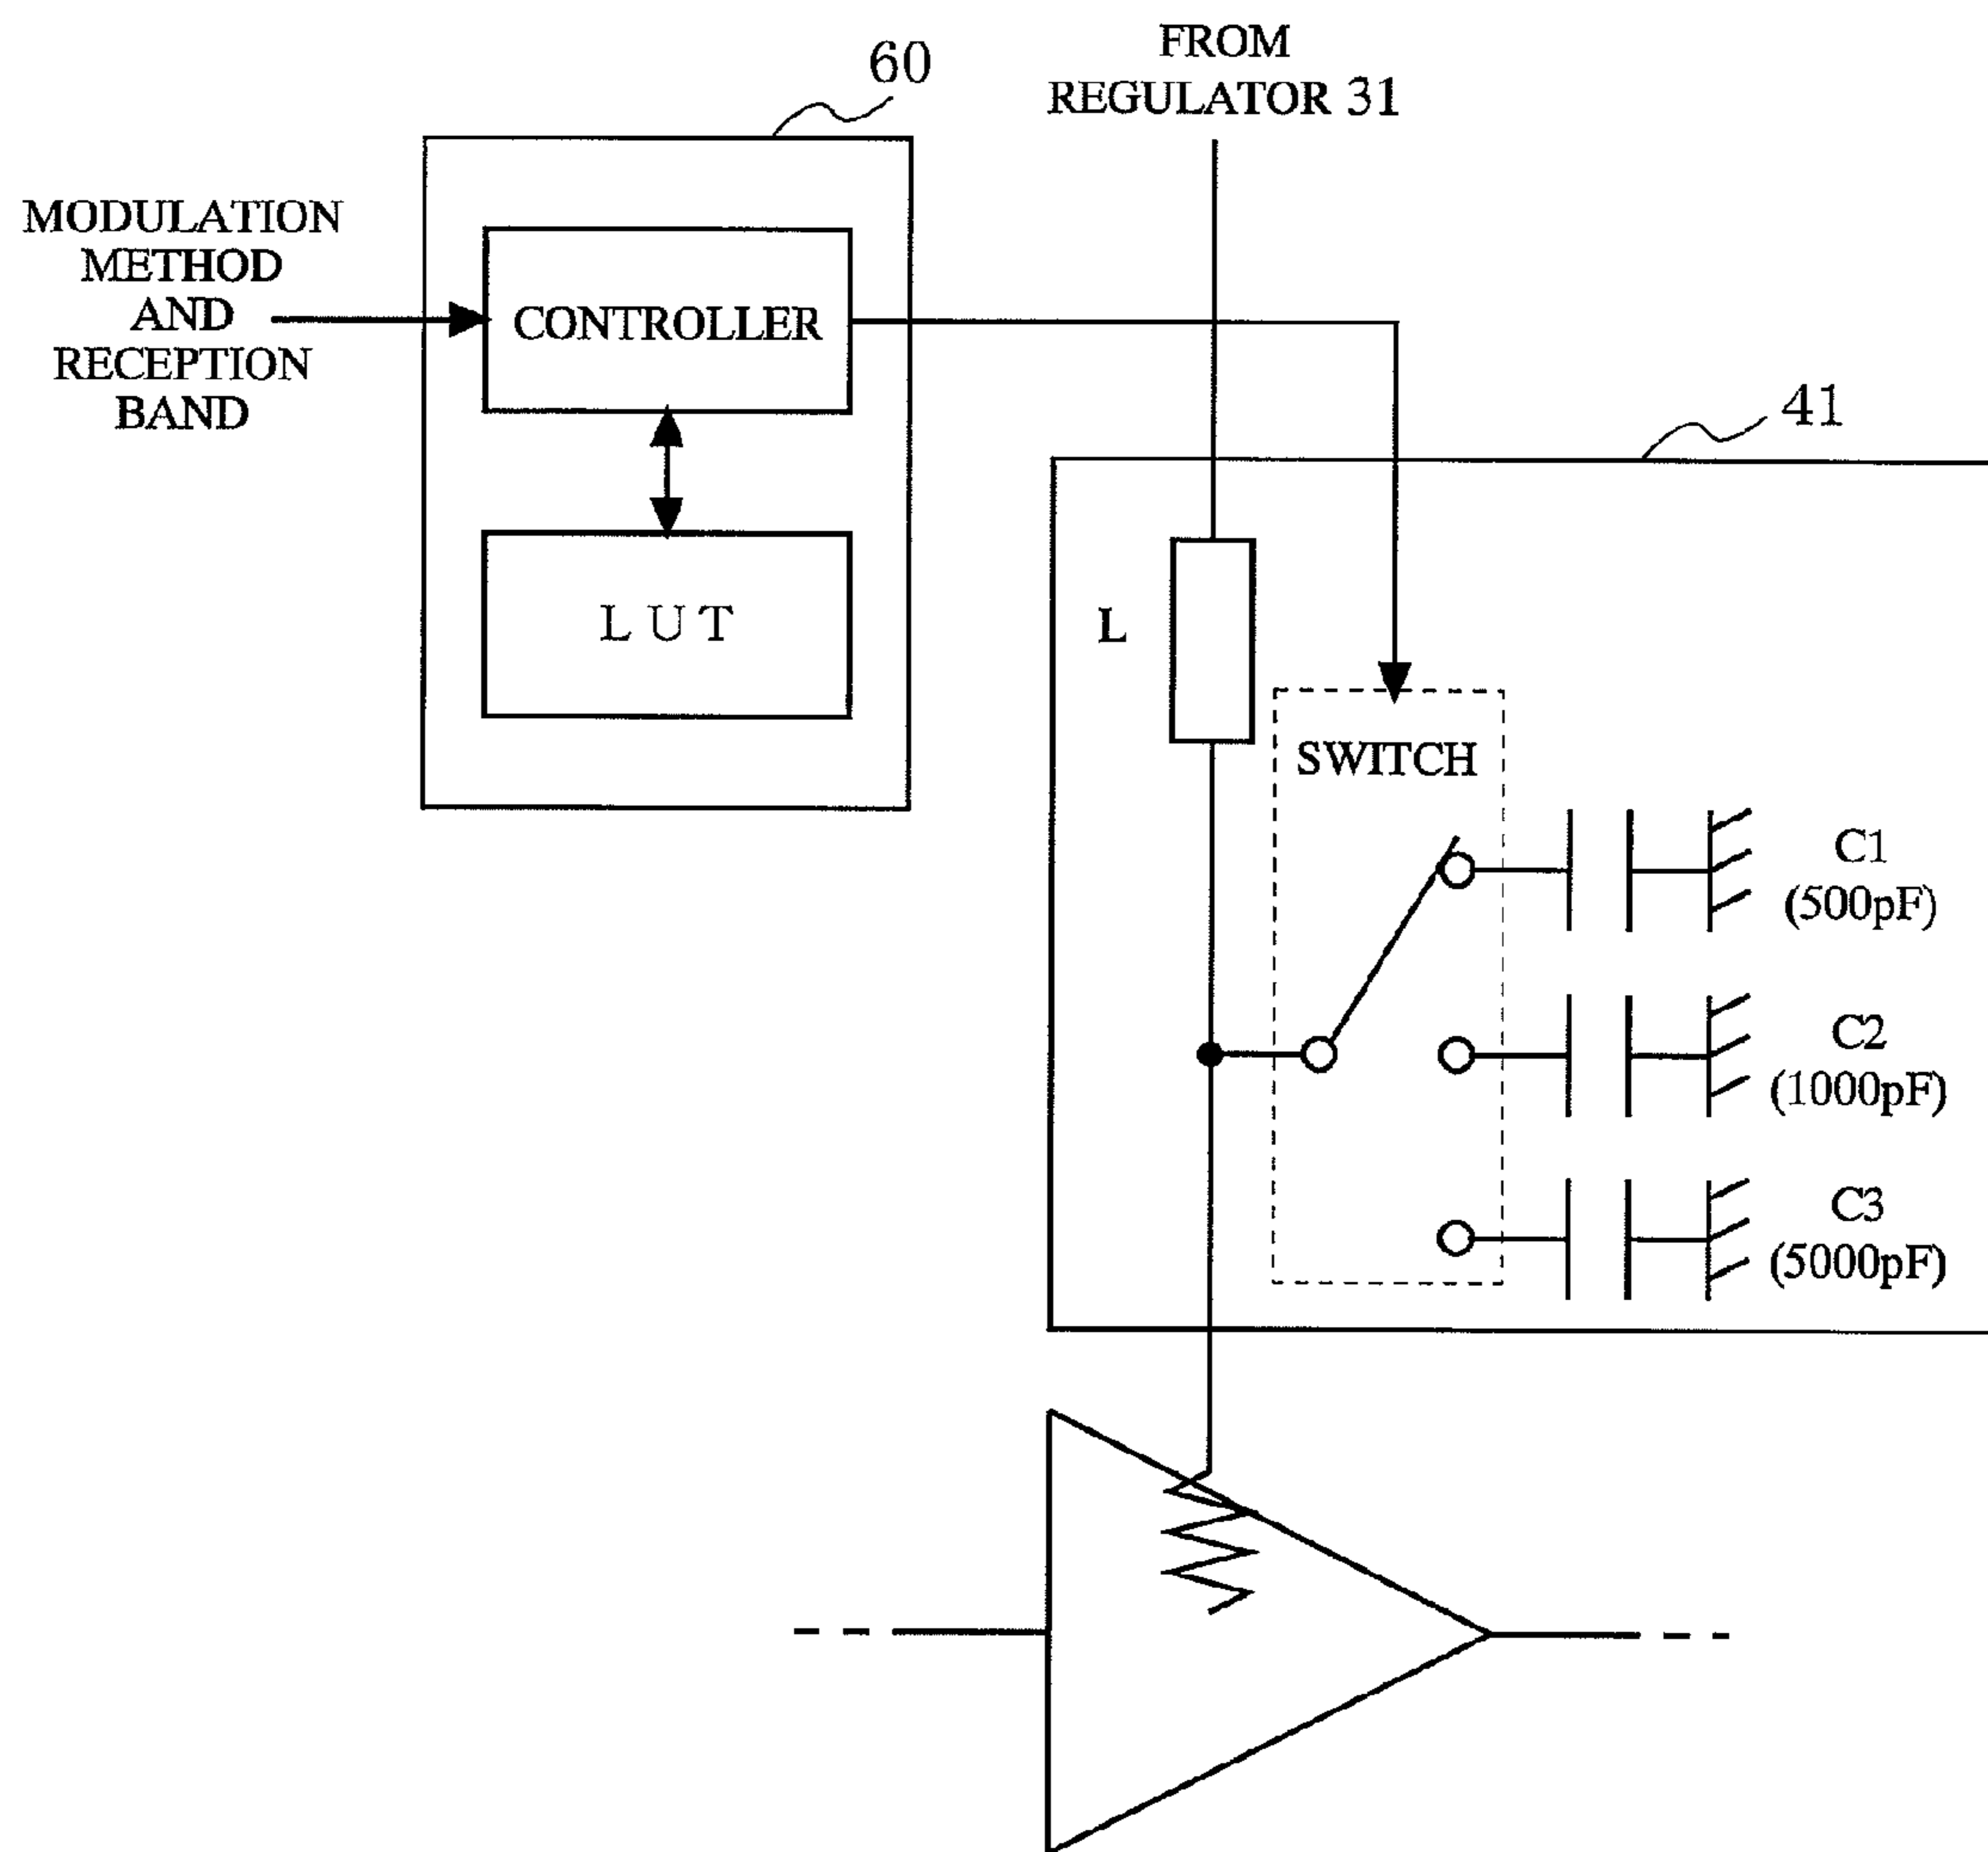 60
FROM
REGULATOR 31
MODULATION
METHOD
AND
RECEPTION
BAND
CONTROLLER
LUT
41
L
SWITCH
C1
(500pF)
C2
(1000pF)
C3
(5000pF)